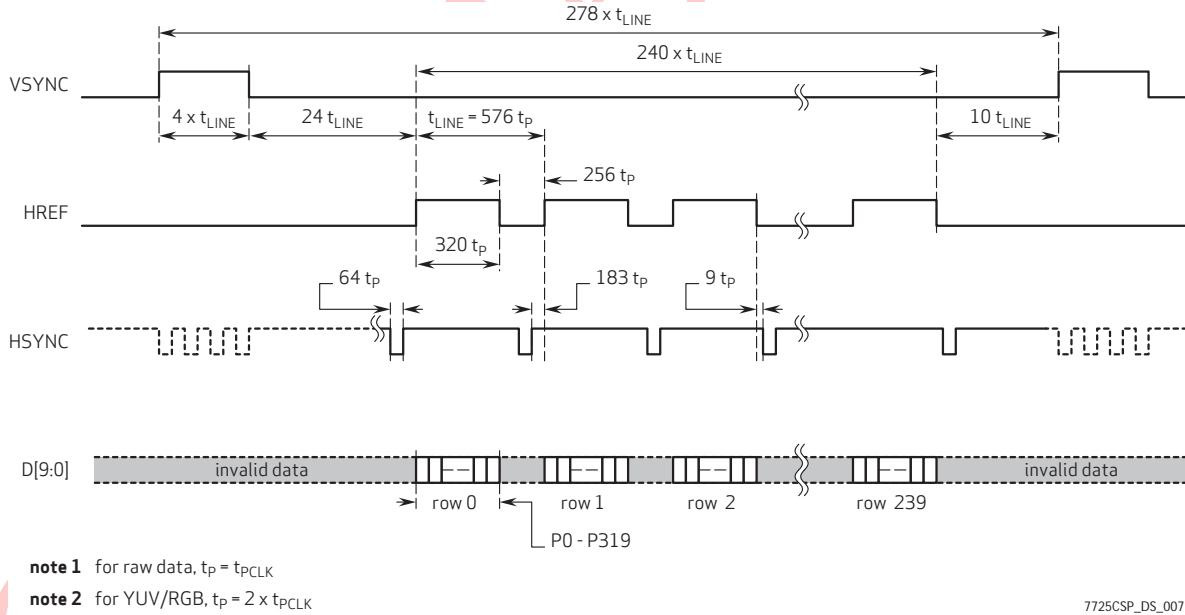 278 x tLINE
240 x tLINE
VSYNC
4 x tLINE
24 tLINE
tLINE = 576 tP
10 tLINE
256 tP
HREF
320 tP
64 tP
183 tP
9 tP
HSYNC
D[9:0]
invalid data
invalid data
row 0
row 1
row 2
row 239
P0 - P319
note 1 for raw data, tP = tPCLK
note 2 for YUV/RGB, tP = 2 x tPCLK
7725CSP_DS_007